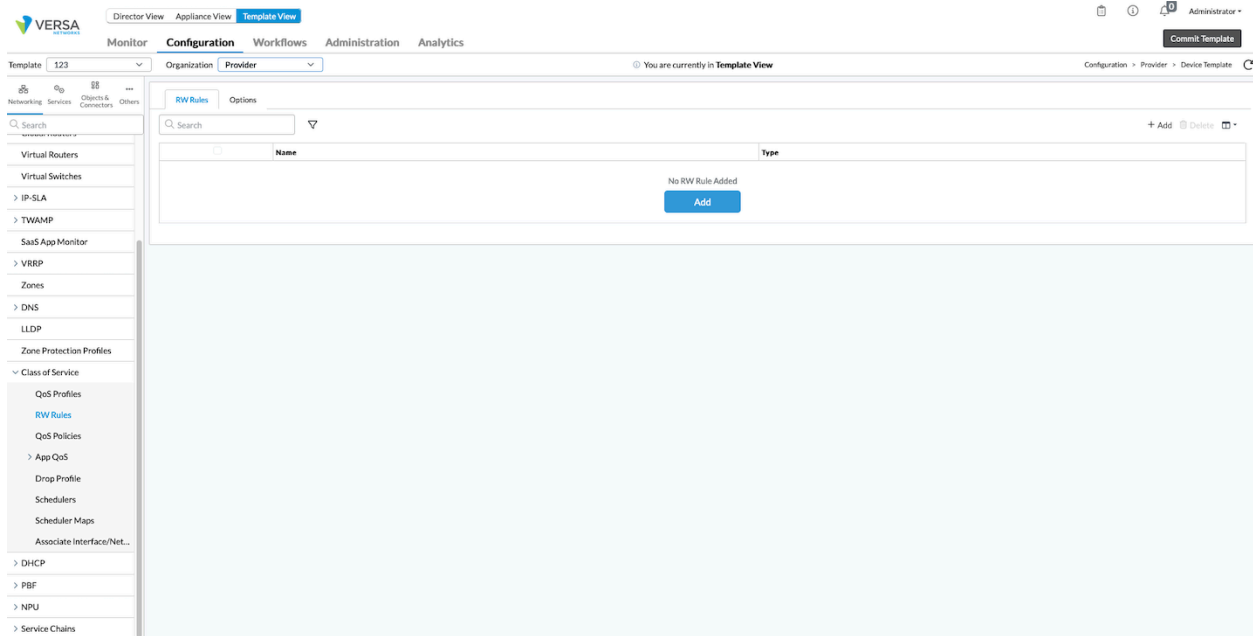 VERSA
NETWORKS
Director View Appliance View Template View
0
Administrator
Monitor Configuration Workflows Administration Analytics
Commit Template
Template 123 Organization Provider You are currently in Template View Configuration > Provider > Device Template
Networking Services Objects & Connectors Others
RW Rules Options
Search
Search
+ Add Delete
Virtual Routers
Name Type
Virtual Switches
No RW Rule Added
Add
> IP-SLA
> TWAMP
SaaS App Monitor
> VRRP
Zones
> DNS
LLDP
Zone Protection Profiles
Class of Service
QoS Profiles
RW Rules
QoS Policies
> App QoS
Drop Profile
Schedulers
Scheduler Maps
Associate Interface/Net...
> DHCP
> PBF
> NPU
> Service Chains